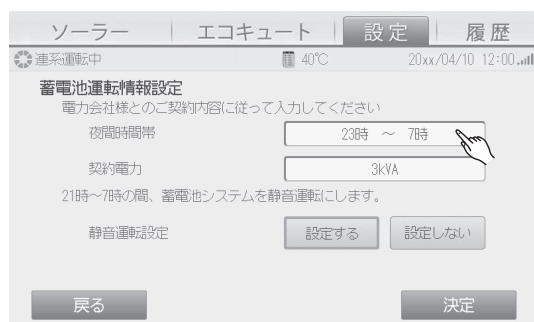 ソーラー エコキュート 設定 履歴
連系運転中 40℃ 20xx/04/10 12:00
蓄電池運転情報設定
電力会社様とのご契約内容に従って入力してください
夜間時間帯 23時 ～ 7時
契約電力 3kVA
21時～7時の間、蓄電池システムを静音運転にします。
静音運転設定 設定する 設定しない
戻る 決定